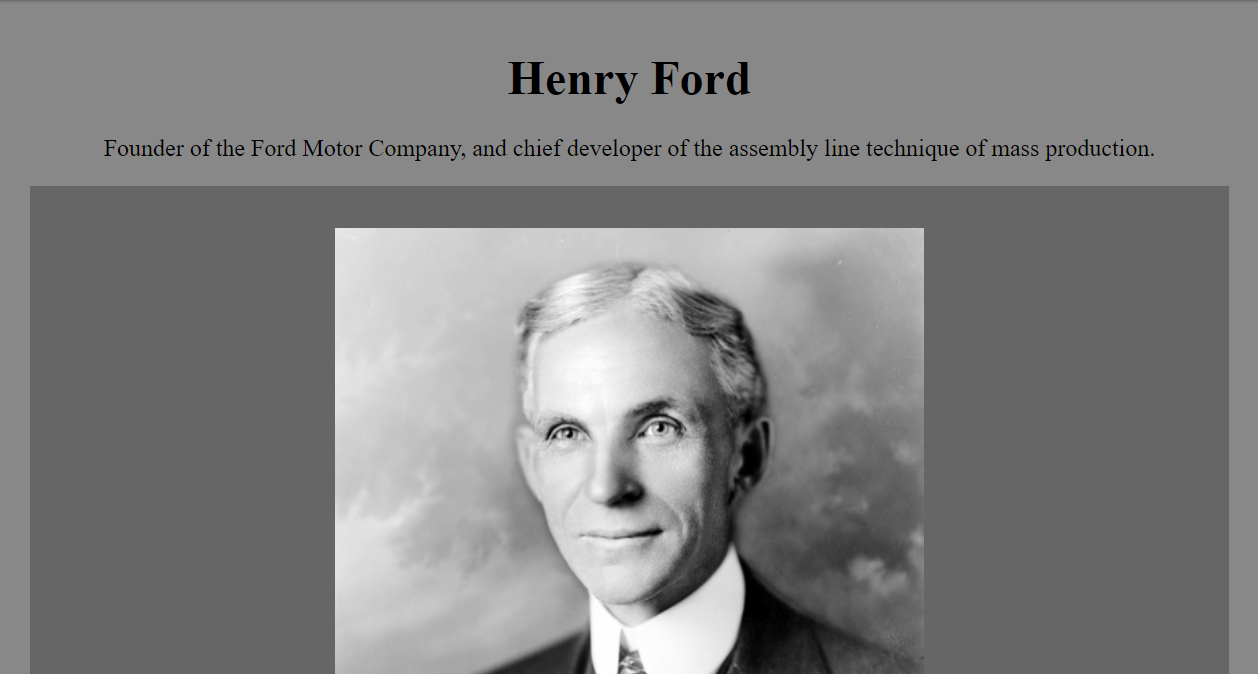 Henry Ford
Founder of the Ford Motor Company, and chief developer of the assembly line technique of mass production.